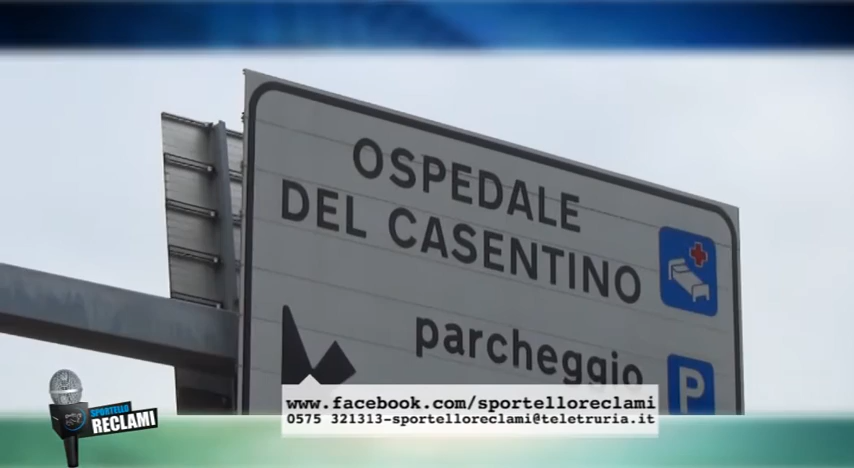 OSPEDALE
DEL CASENTINO
parcheggio
P
www.facebook.com/sportelloreclami
0575 321313-sportelloreclami@teletruria.it
SPORTELLO
RECLAMI